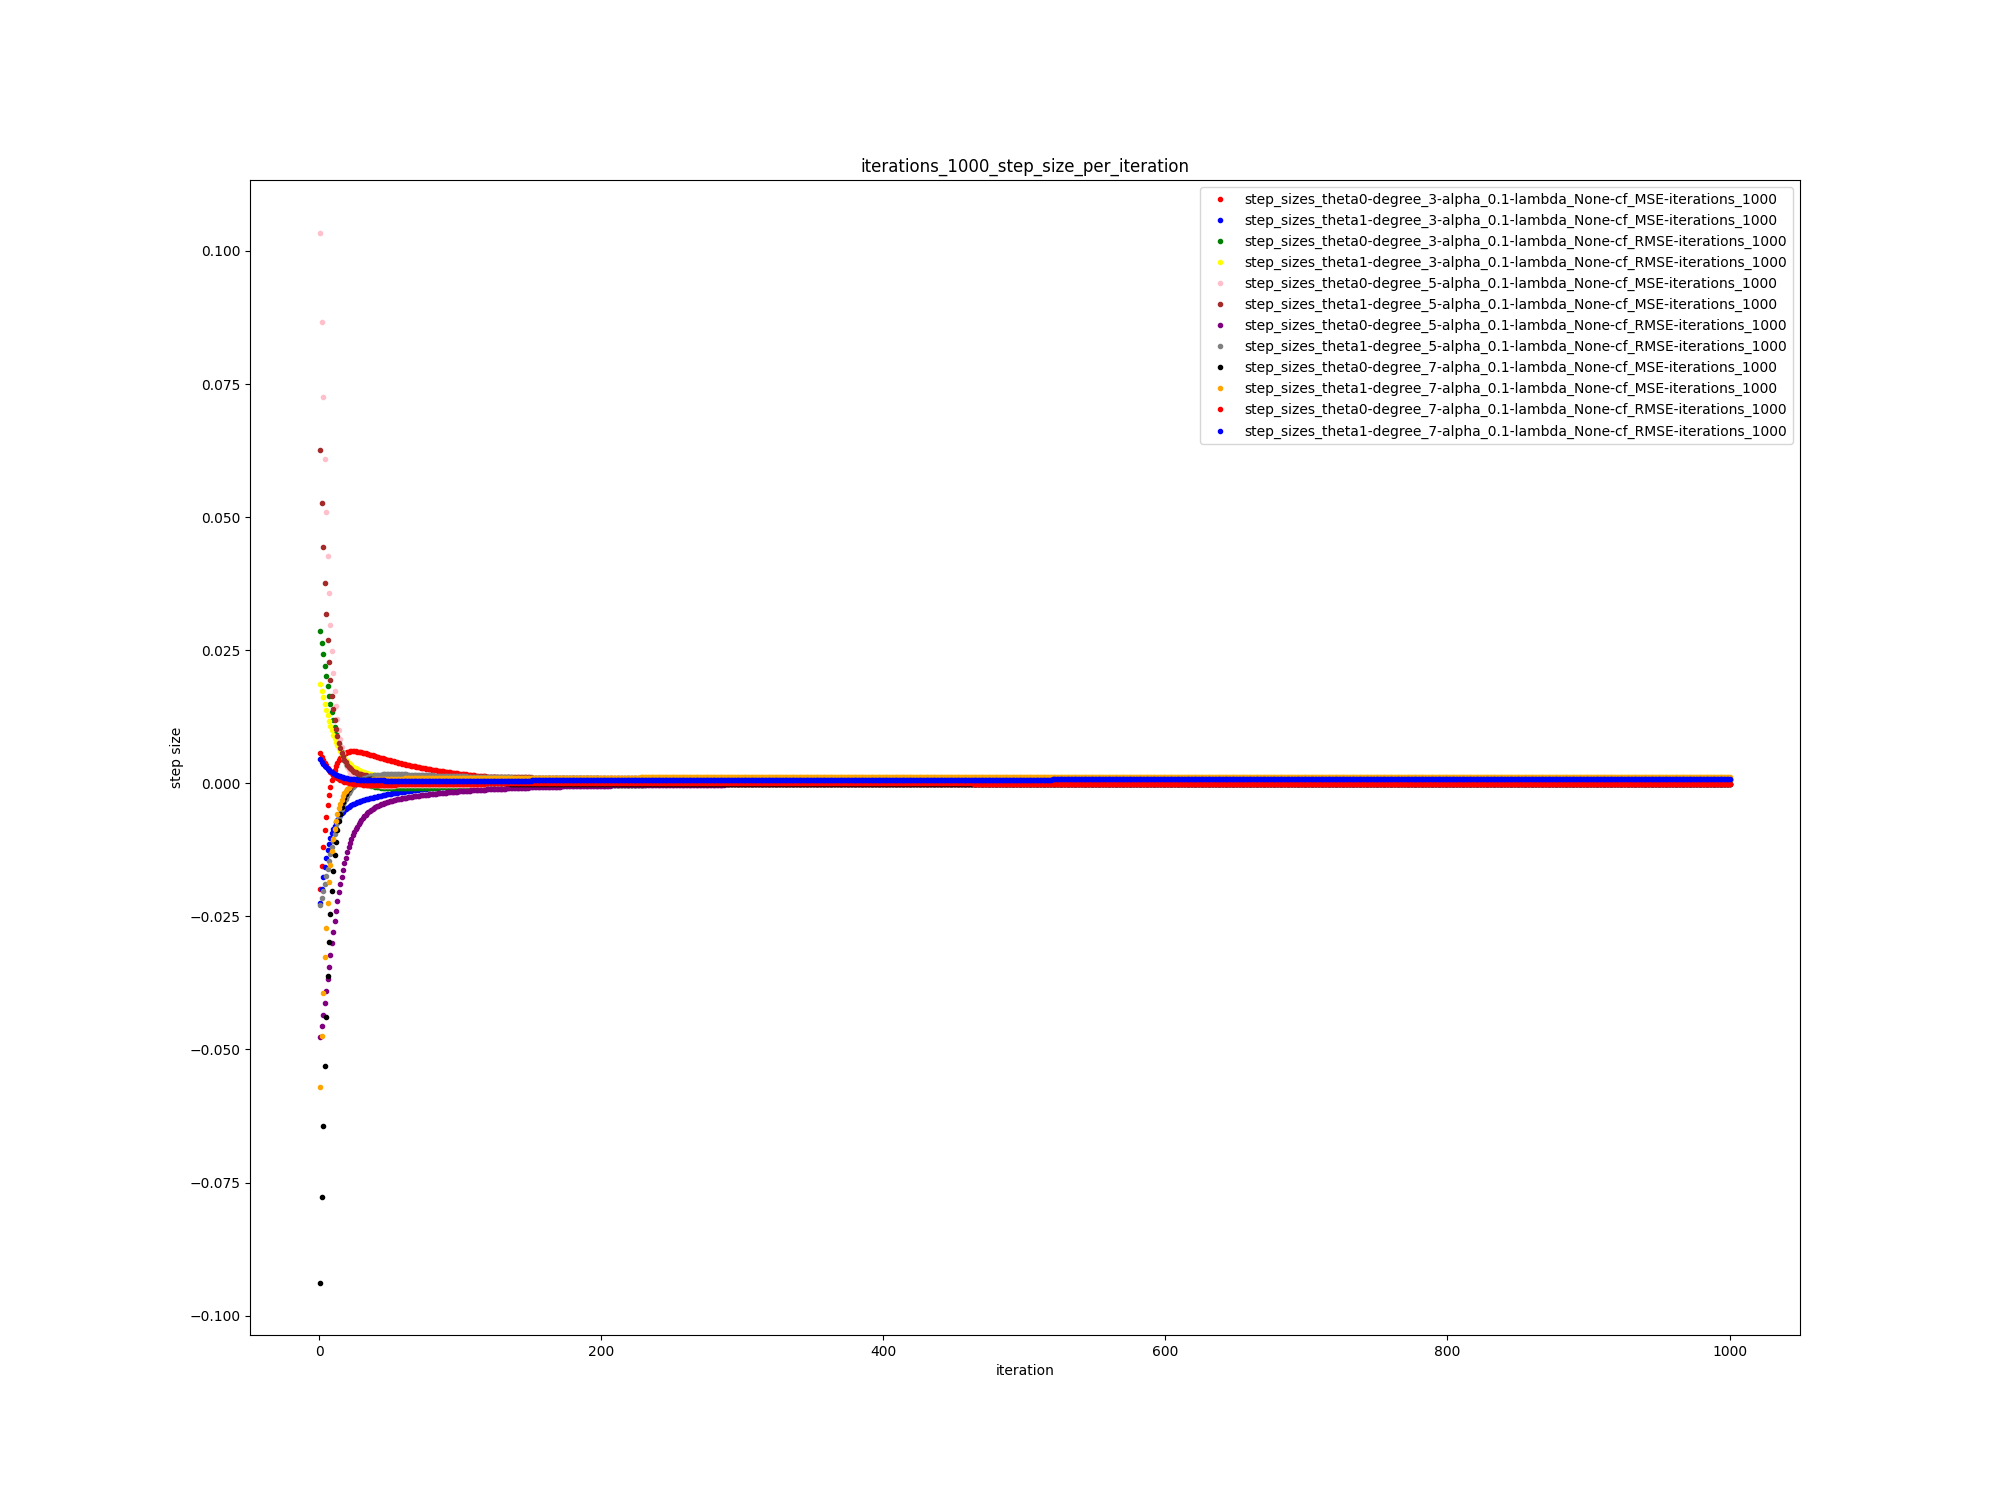 iterations_1000_step_size_per_iteration
step_sizes_theta0-degree_3-alpha_0.1-lambda_None-cf_MSE-iterations_1000
step_sizes_theta1-degree_3-alpha_0.1-lambda_None-cf_MSE-iterations_1000
step_sizes_theta0-degree_3-alpha_0.1-lambda_None-cf_RMSE-iterations_1000
step_sizes_theta1-degree_3-alpha_0.1-lambda_None-cf_RMSE-iterations_1000
step_sizes_theta0-degree_5-alpha_0.1-lambda_None-cf_MSE-iterations_1000
step_sizes_theta1-degree_5-alpha_0.1-lambda_None-cf_MSE-iterations_1000
step_sizes_theta0-degree_5-alpha_0.1-lambda_None-cf_RMSE-iterations_1000
step_sizes_theta1-degree_5-alpha_0.1-lambda_None-cf_RMSE-iterations_1000
step_sizes_theta0-degree_7-alpha_0.1-lambda_None-cf_MSE-iterations_1000
step_sizes_theta1-degree_7-alpha_0.1-lambda_None-cf_MSE-iterations_1000
step_sizes_theta0-degree_7-alpha_0.1-lambda_None-cf_RMSE-iterations_1000
step_sizes_theta1-degree_7-alpha_0.1-lambda_None-cf_RMSE-iterations_1000
0.100
0.075
0.050
0.025
0.000
−0.025
−0.050
−0.075
−0.100
step size
0
200
400
600
800
1000
iteration